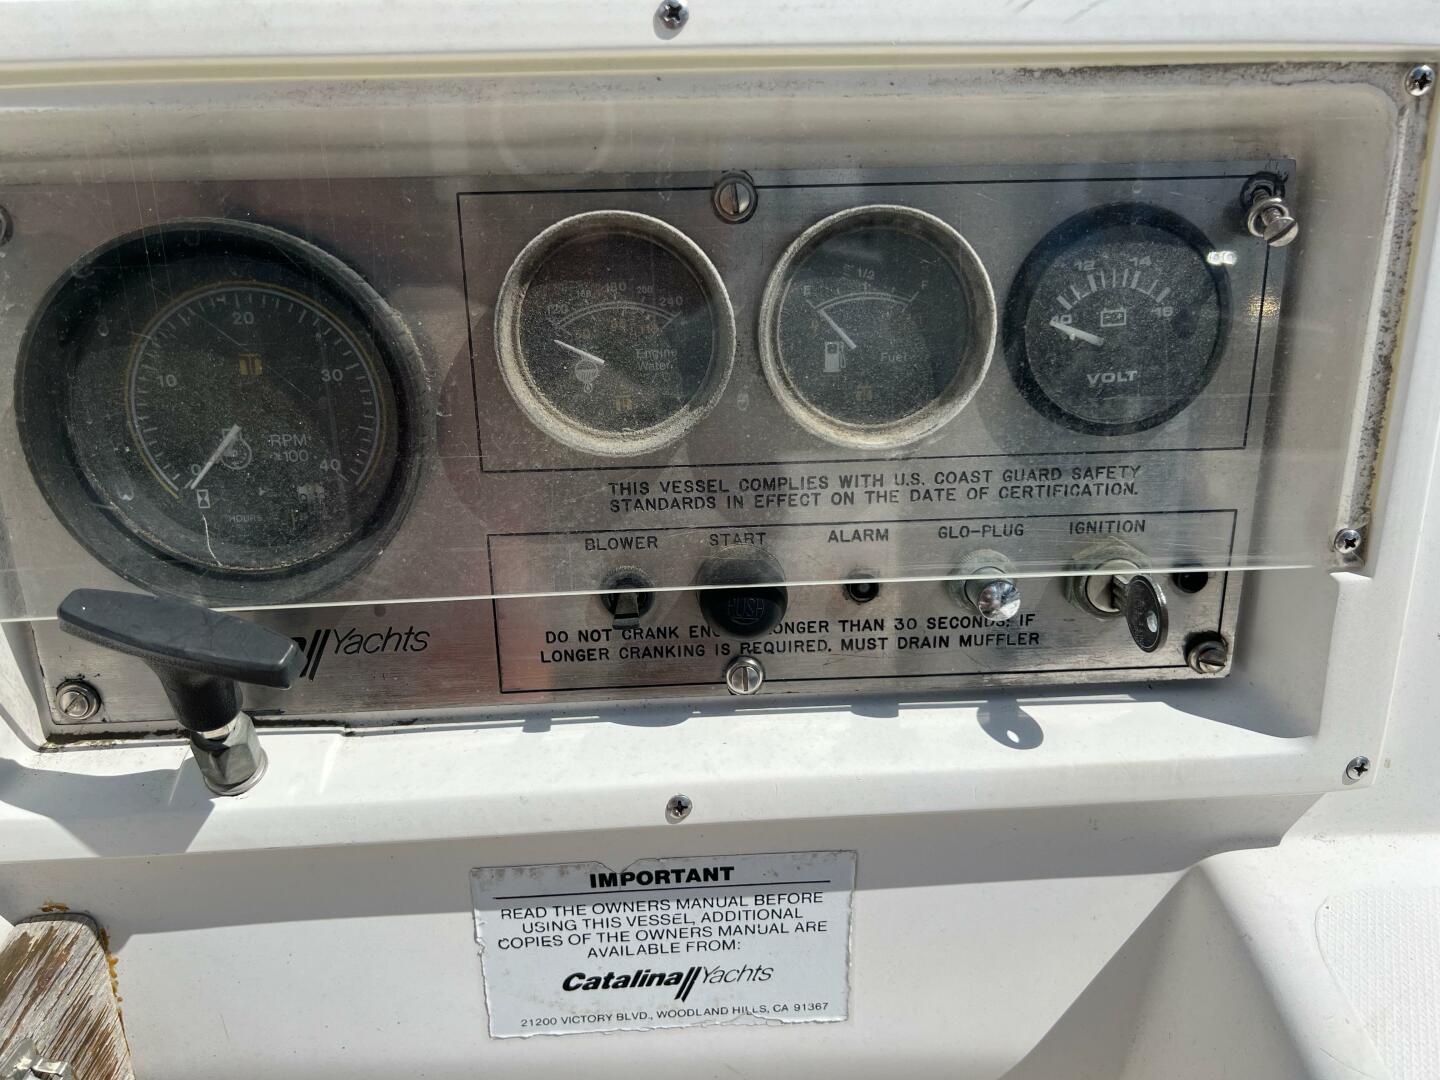 20
10
30
0
40
RPM
x100
HOURS
180
200
240
Engine
Water
E
1/2
F
Fuel
12
14
10
16
VOLT
THIS VESSEL COMPLIES WITH U.S. COAST GUARD SAFETY
STANDARDS IN EFFECT ON THE DATE OF CERTIFICATION.
BLOWER START ALARM GLO-PLUG IGNITION
PUSH
DO NOT CRANK LONGER THAN 30 SECONDS. IF
LONGER CRANKING IS REQUIRED, MUST DRAIN MUFFLER
Yachts
IMPORTANT
READ THE OWNERS MANUAL BEFORE
USING THIS VESSEL, ADDITIONAL
COPIES OF THE OWNERS MANUAL ARE
AVAILABLE FROM:
Catalina Yachts
21200 VICTORY BLVD., WOODLAND HILLS, CA 91367